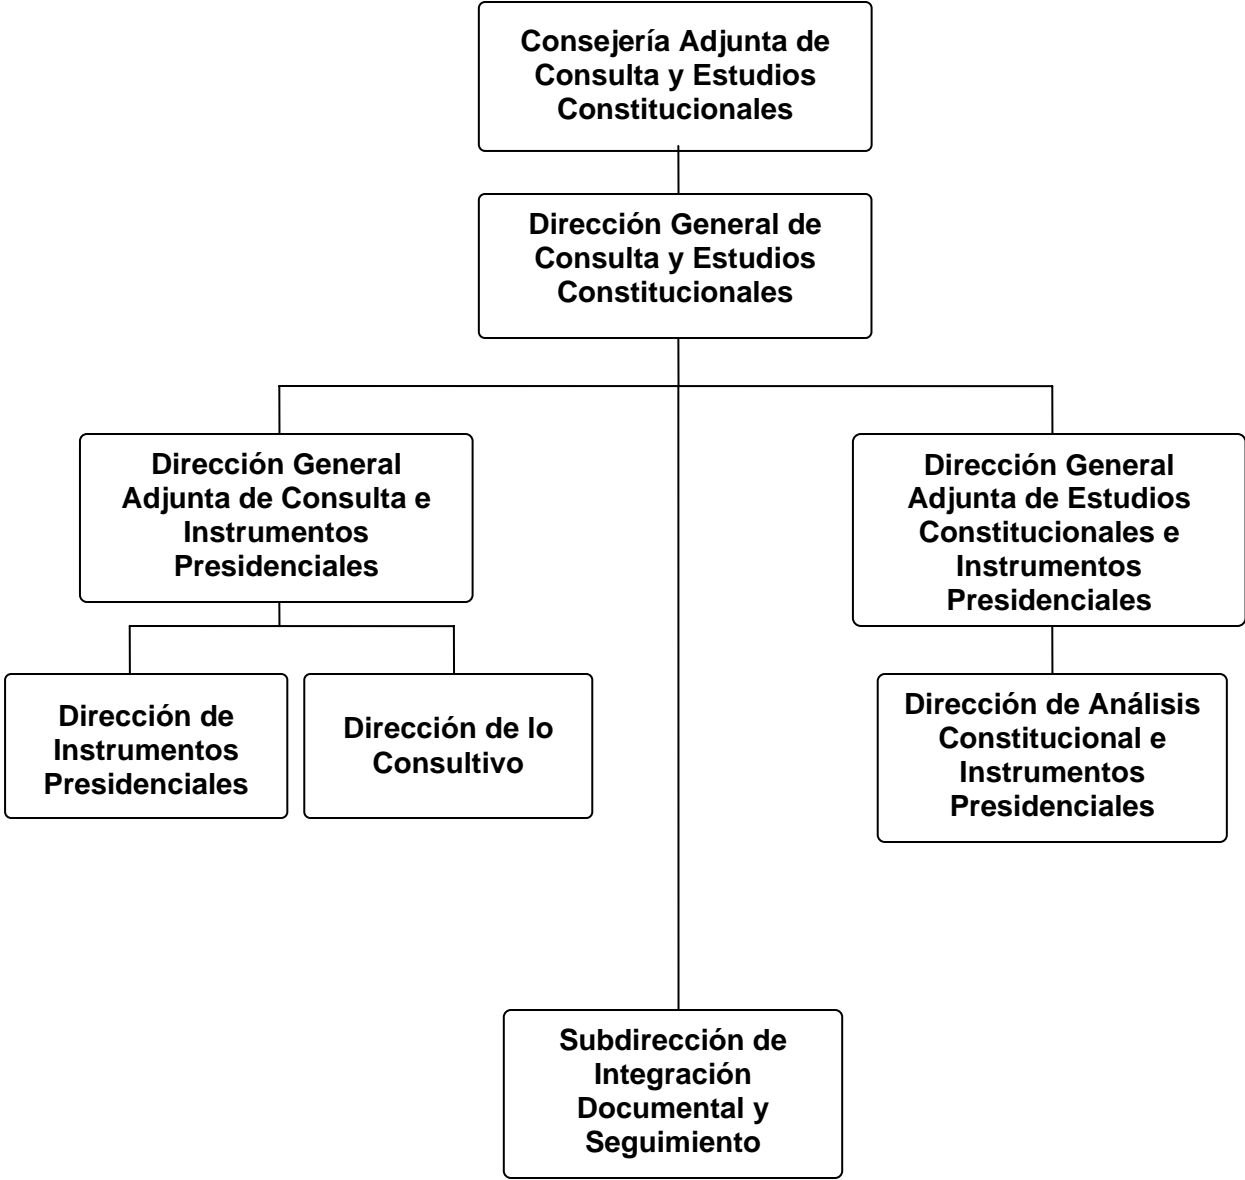 Consejería Adjunta de
Consulta y Estudios
Constitucionales
Dirección General de
Consulta y Estudios
Constitucionales
Dirección General
Adjunta de Consulta e
Instrumentos
Presidenciales
Dirección General
Adjunta de Estudios
Constitucionales e
Instrumentos
Presidenciales
Dirección de
Instrumentos
Presidenciales
Dirección de lo
Consultivo
Dirección de Análisis
Constitucional e
Instrumentos
Presidenciales
Subdirección de
Integración
Documental y
Seguimiento